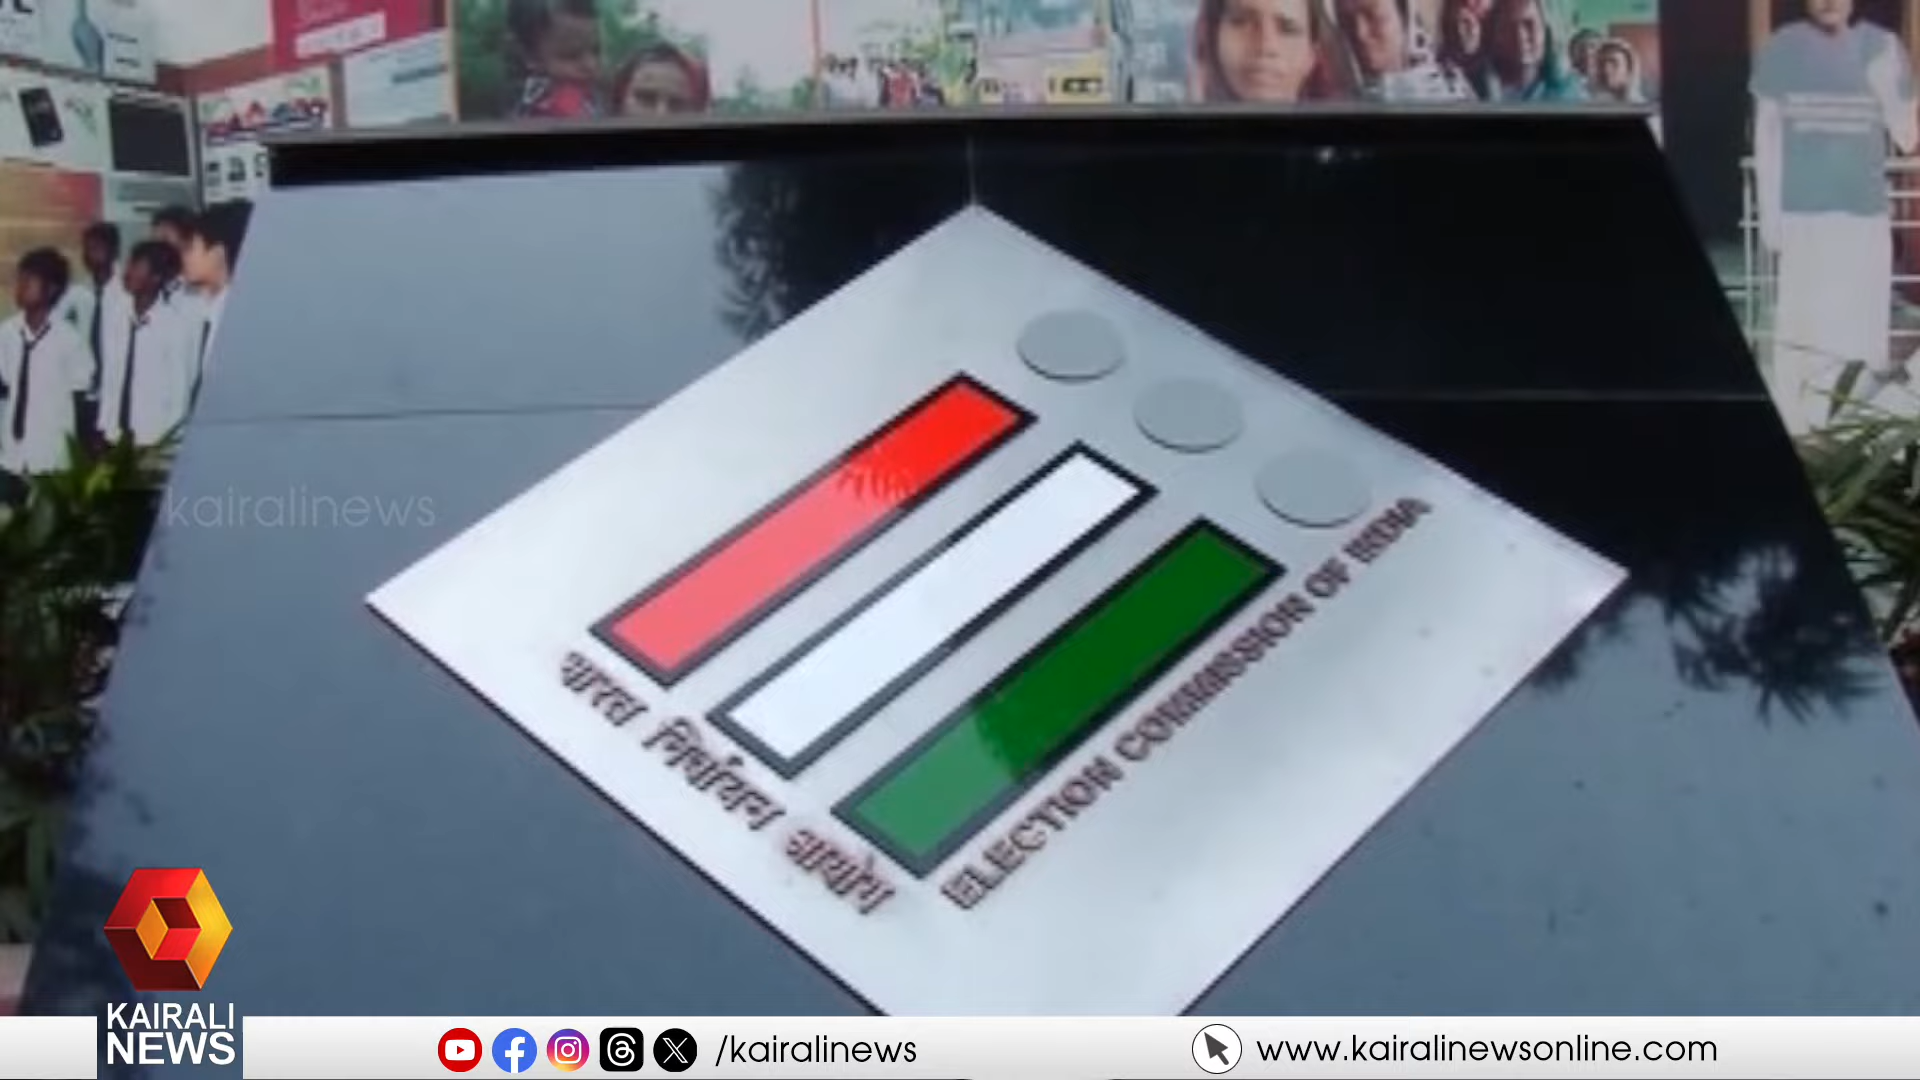 kairalinews
भारत निर्वाचन आयोग
ELECTION COMMISSION OF INDIA
KAIRALI
NEWS
/kairalinews
www.kairalinewsonline.com